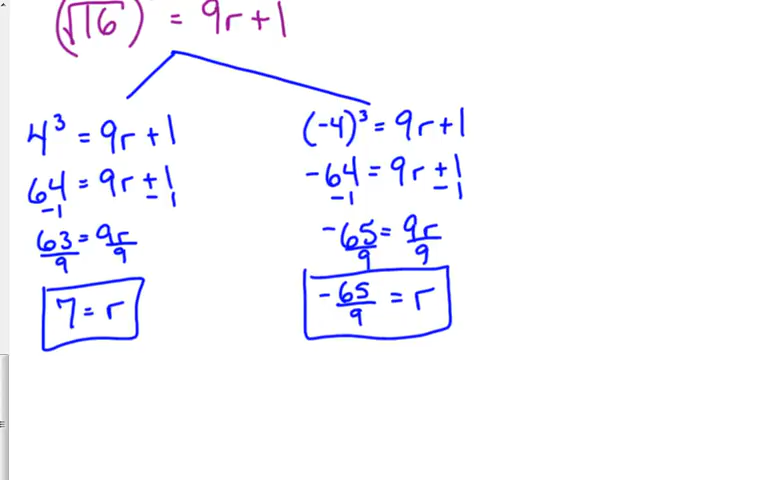 (√16) = 9r+1
4³ = 9r + 1
64 = 9r + 1
-1 - 1
63/9 = 9r/9
7 = r
(-4)³ = 9r+1
-64 = 9r + 1
-1 - 1
-65/9 = 9r/9
-65/9 = r